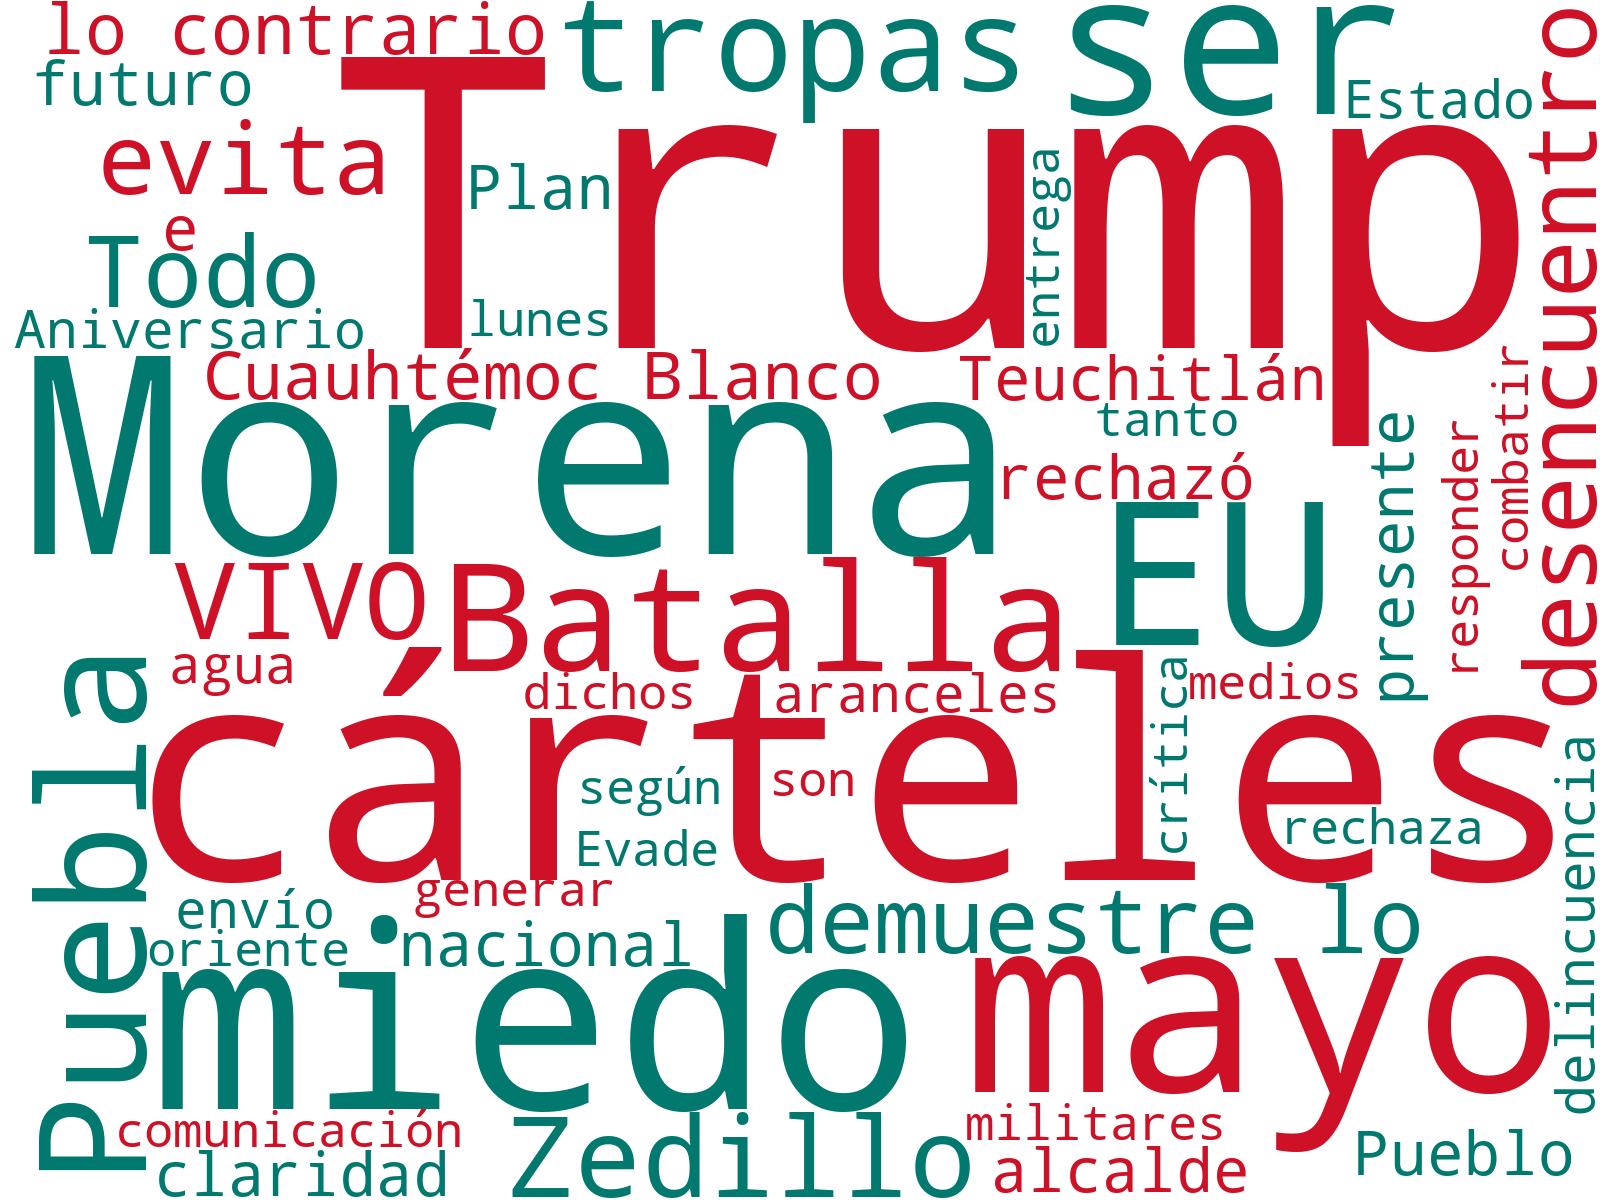 lo contrario
tropas
ser
futuro
Estado
Trump
desencuentro
evita
Plan
entrega
e
Todo
Aniversario
lunes
Morena
Cuauhtémoc Blanco
Teuchitlán
tanto
combatir
presente
responder
rechazó
EU
VIVO
Batalla
agua
dichos
aranceles
crítica
medios
Puebla
cárteles
según
son
Evade
rechaza
delincuencia
generar
envío
oriente
nacional
demuestre lo
miedo
mayo
comunicación
claridad
Zedillo
militares
alcalde
Pueblo